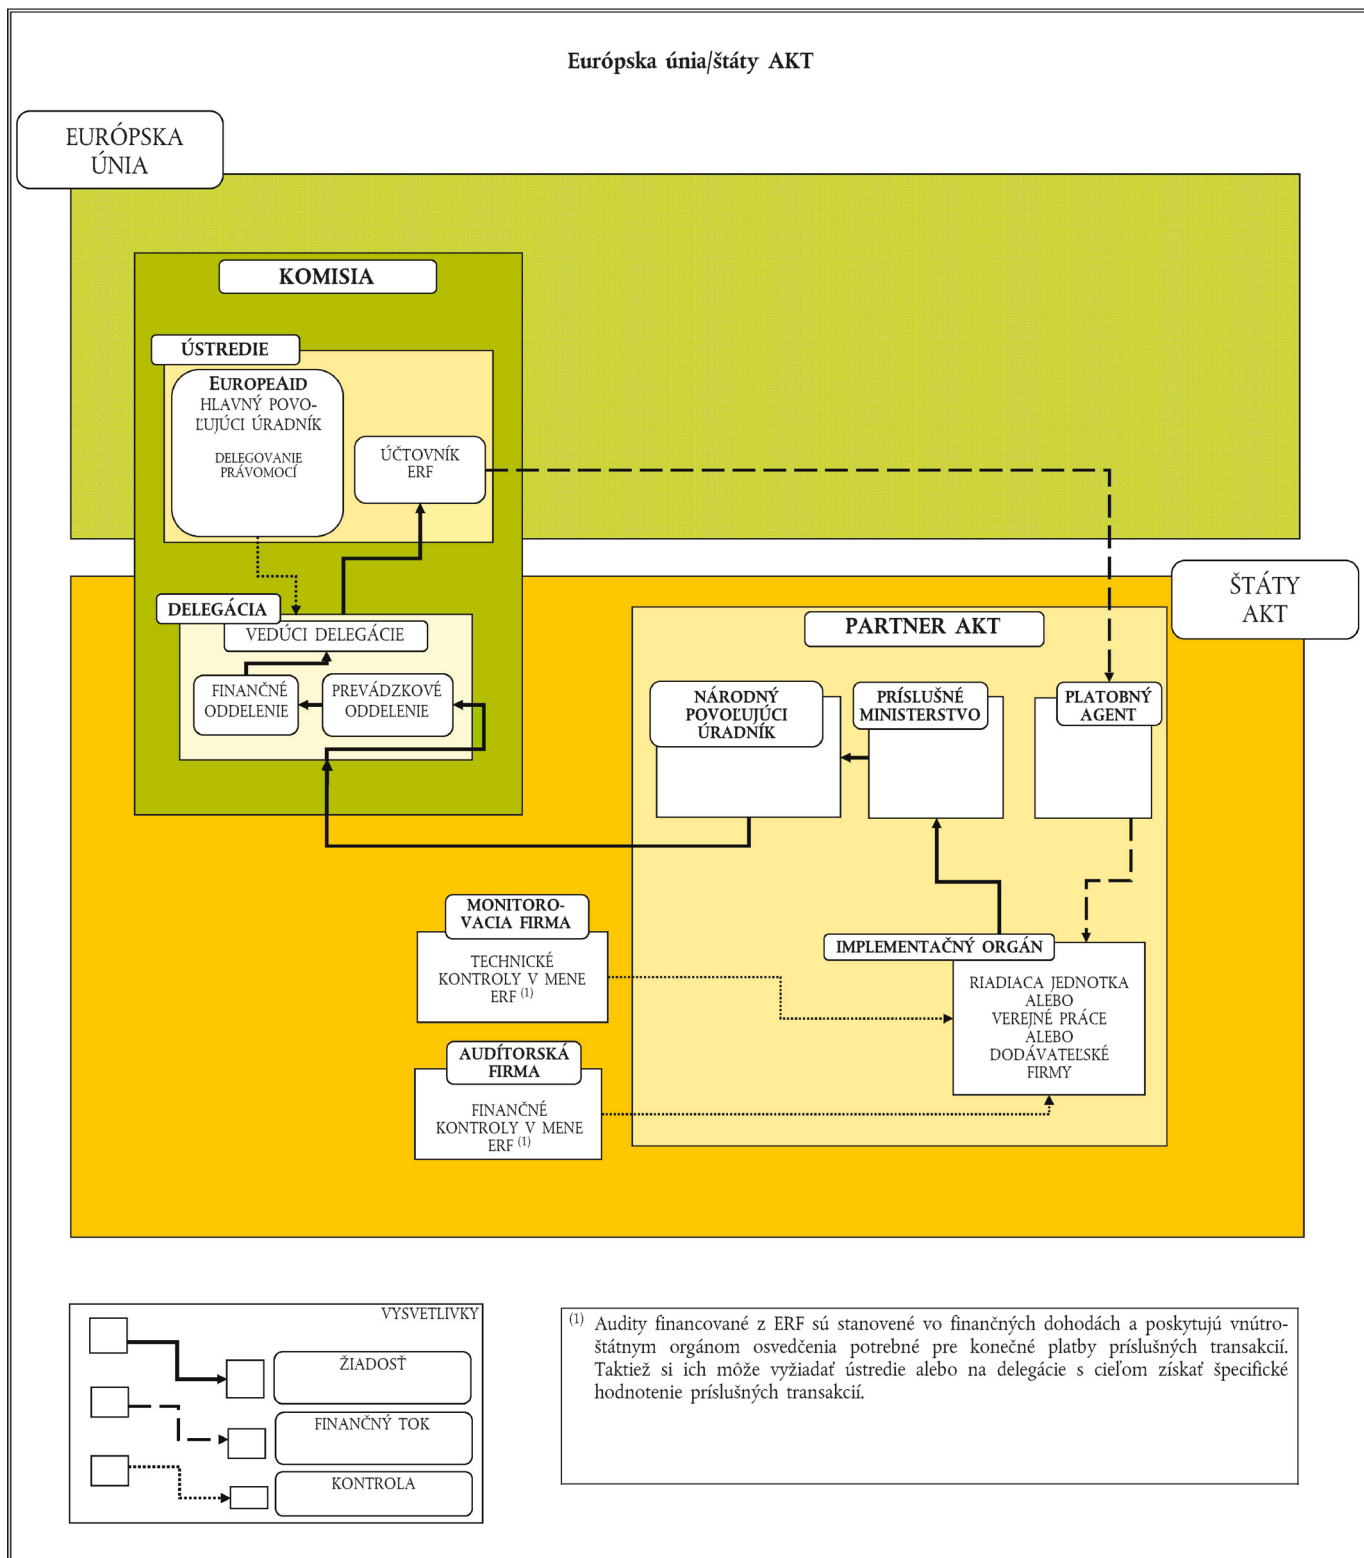 Európska únia/štáty AKT
EURÓPSKA
ÚNIA
KOMISIA
ÚSTREDIE
EUROPEAID
HLAVNÝ POVO-
ĽUJÚCI ÚRADNÍK
DELEGOVANIE
PRÁVOMOCÍ
ÚČTOVNÍK
ERF
ŠTÁTY
AKT
DELEGÁCIA
VEDÚCI DELEGÁCIE
FINANČNÉ
ODDELENIE
PREVÁDZKOVÉ
ODDELENIE
PARTNER AKT
NÁRODNÝ
POVOĽUJÚCI
ÚRADNÍK
PRÍSLUŠNÉ
MINISTERSTVO
PLATOBNÝ
AGENT
MONITORO-
VACIA FIRMA
TECHNICKÉ
KONTROLY V MENE
ERF (1)
IMPLEMENTAČNÝ ORGÁN
RIADIACA JEDNOTKA
ALEBO
VEREJNÉ PRÁCE
ALEBO
DODÁVATEĽSKÉ
FIRMY
AUDÍTORSKÁ
FIRMA
FINANČNÉ
KONTROLY V MENE
ERF (1)
VYSVETLIVKY
ŽIADOSŤ
FINANČNÝ TOK
KONTROLA
(1) Audity financované z ERF sú stanovené vo finančných dohodách a poskytujú vnútro-
štátnym orgánom osvedčenia potrebné pre konečné platby príslušných transakcií.
Taktiež si ich môže vyžiadať ústredie alebo na delegácie s cieľom získať špecifické
hodnotenie príslušných transakcií.